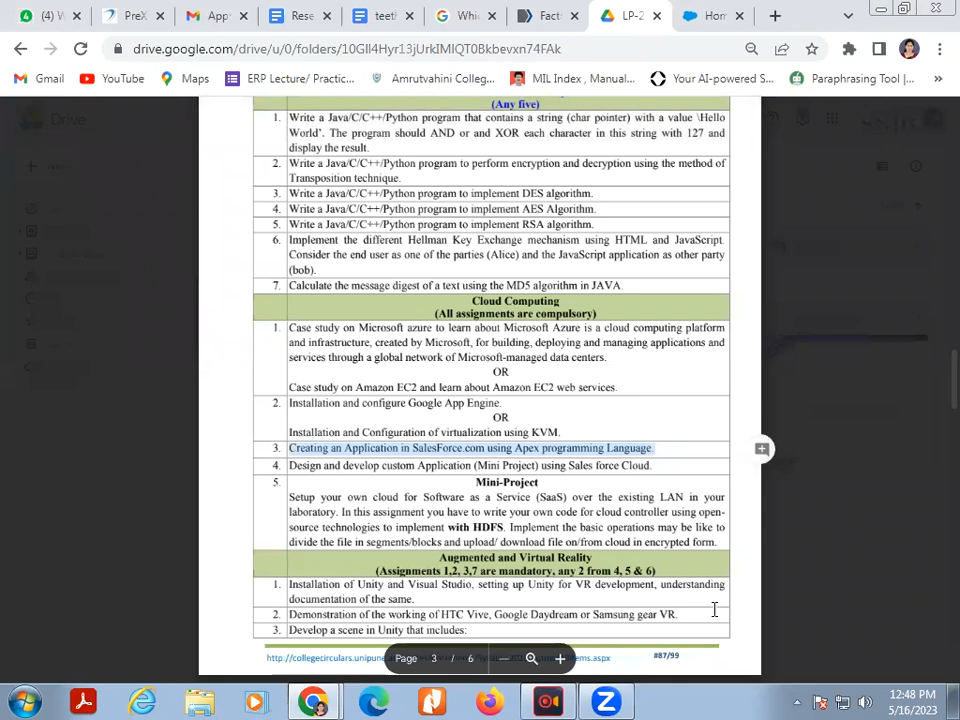 (4) W
PreX
App
Rese
teet
Whic
Facts
LP-2
Hom
drive.google.com/drive/u/0/folders/10GlI4Hyr13jUrkIMIQT0Bkbevxn74FAk
Gmail
YouTube
Maps
ERP Lecture/ Practic...
Amrutvahini Colleg...
MIL Index , Manual...
Your AI-powered S...
Paraphrasing Tool |...
»
Drive
(Any five)
1. Write a Java/C/C++/Python program that contains a string (char pointer) with a value \Hello
World’. The program should AND or and XOR each character in this string with 127 and
display the result.
2. Write a Java/C/C++/Python program to perform encryption and decryption using the method of
Transposition technique.
3. Write a Java/C/C++/Python program to implement DES algorithm.
4. Write a Java/C/C++/Python program to implement AES Algorithm.
5. Write a Java/C/C++/Python program to implement RSA algorithm.
6. Implement the different Hellman Key Exchange mechanism using HTML and JavaScript.
Consider the end user as one of the parties (Alice) and the JavaScript application as other party
(bob).
7. Calculate the message digest of a text using the MD5 algorithm in JAVA.
Cloud Computing
(All assignments are compulsory)
1. Case study on Microsoft azure to learn about Microsoft Azure is a cloud computing platform
and infrastructure, created by Microsoft, for building, deploying and managing applications and
services through a global network of Microsoft-managed data centers.
OR
Case study on Amazon EC2 and learn about Amazon EC2 web services.
2. Installation and configure Google App Engine.
OR
Installation and Configuration of virtualization using KVM.
3. Creating an Application in SalesForce.com using Apex programming Language.
4. Design and develop custom Application (Mini Project) using Sales force Cloud.
5. Mini-Project
Setup your own cloud for Software as a Service (SaaS) over the existing LAN in your
laboratory. In this assignment you have to write your own code for cloud controller using open-
source technologies to implement with HDFS. Implement the basic operations may be like to
divide the file in segments/blocks and upload/ download file on/from cloud in encrypted form.
Augmented and Virtual Reality
(Assignments 1,2, 3,7 are mandatory, any 2 from 4, 5 & 6)
1. Installation of Unity and Visual Studio, setting up Unity for VR development, understanding
documentation of the same.
2. Demonstration of the working of HTC Vive, Google Daydream or Samsung gear VR.
3. Develop a scene in Unity that includes:
http://collegecirculars.unipune
ems.aspx
#87/99
Page 3 / 6
12:48 PM
5/16/2023